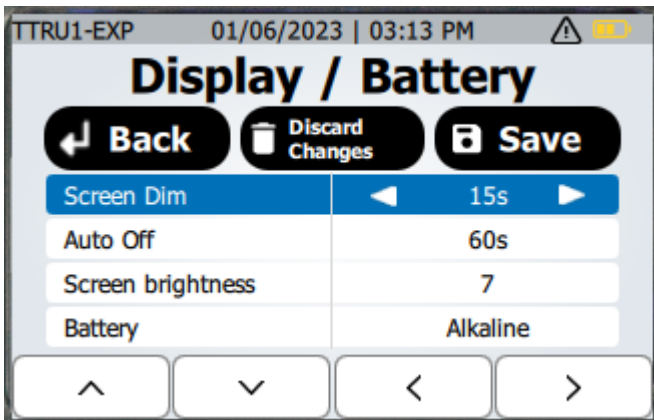 TTRU1-EXP 01/06/2023 | 03:13 PM
Display / Battery
Back
Discard
Changes
Save
Screen Dim 15s
Auto Off 60s
Screen brightness 7
Battery Alkaline